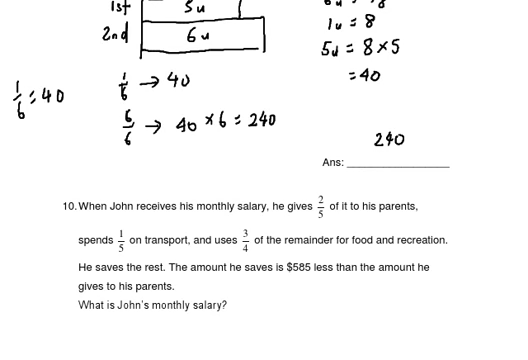 1st 5u
2nd 6u
1u = 8
5u = 8 × 5
= 40
1/6 = 40
1/6 → 40
6/6 → 40 × 6 = 240
240
Ans:
10. When John receives his monthly salary, he gives 2/5 of it to his parents,
spends 1/5 on transport, and uses 3/4 of the remainder for food and recreation.
He saves the rest. The amount he saves is $585 less than the amount he
gives to his parents.
What is John's monthly salary?